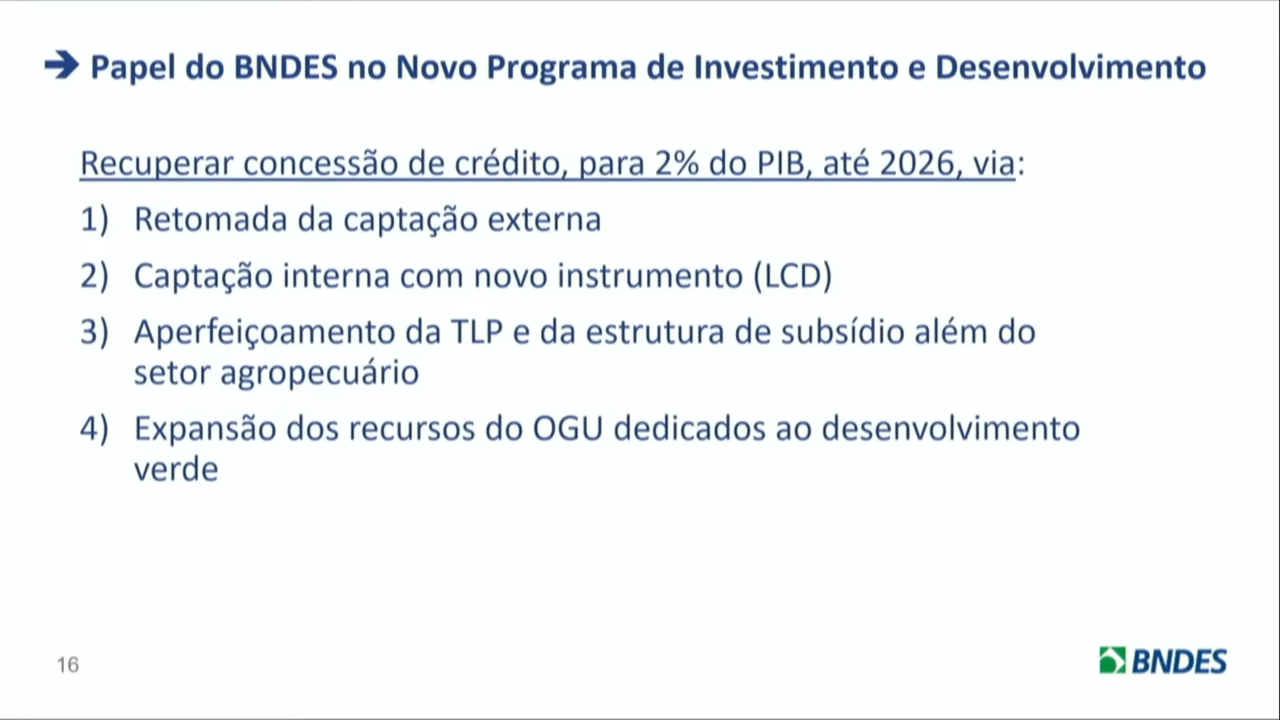 ➔ Papel do BNDES no Novo Programa de Investimento e Desenvolvimento
Recuperar concessão de crédito, para 2% do PIB, até 2026, via:
1) Retomada da captação externa
2) Captação interna com novo instrumento (LCD)
3) Aperfeiçoamento da TLP e da estrutura de subsídio além do
setor agropecuário
4) Expansão dos recursos do OGU dedicados ao desenvolvimento
verde
16
BNDES